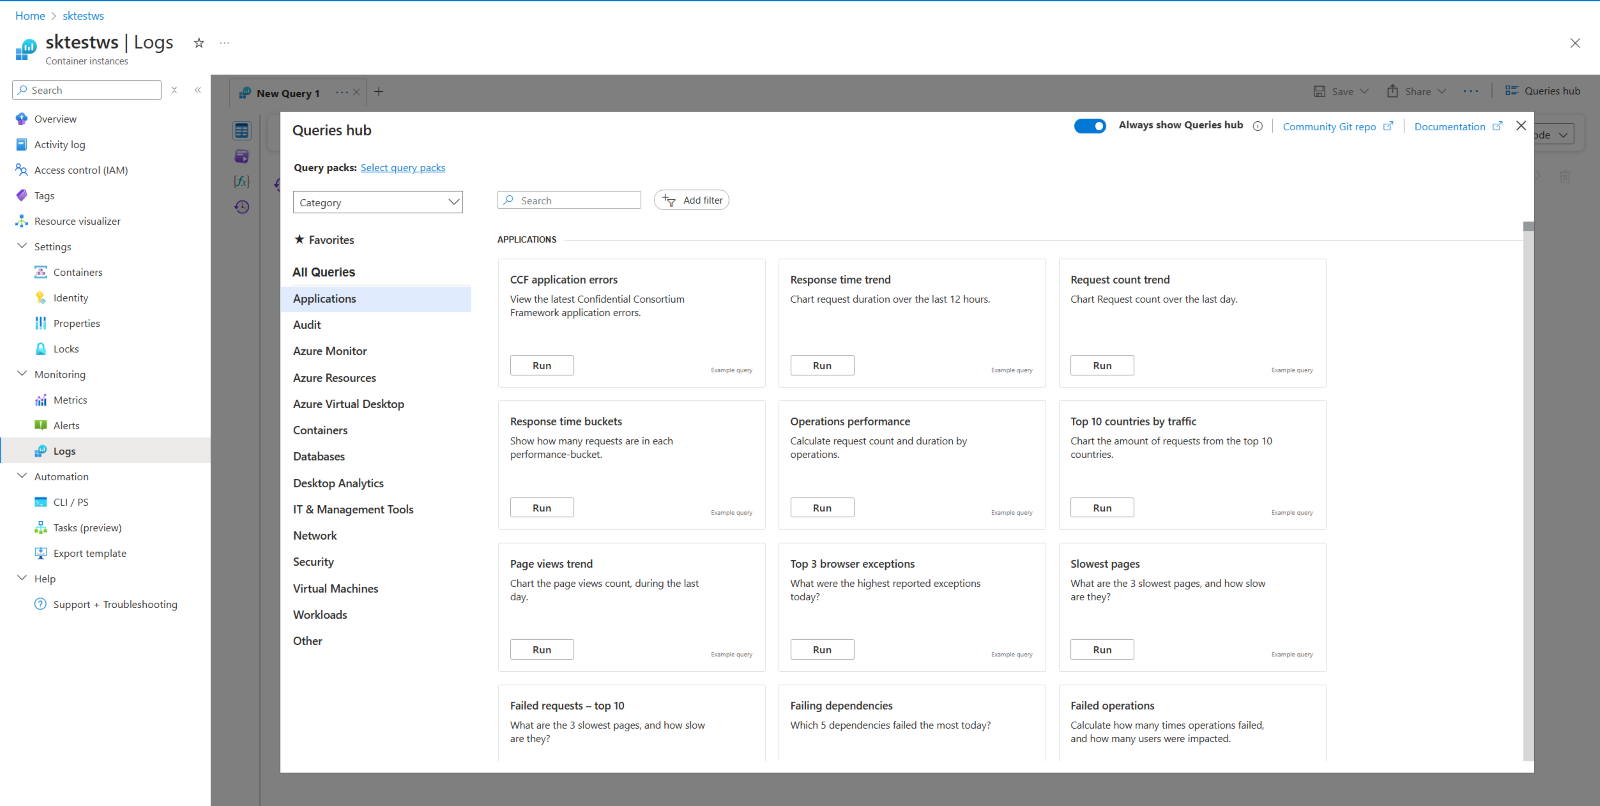 Home > sktestws
sktestws | Logs
Container instances
Search
Overview
Activity log
Access control (IAM)
Tags
Resource visualizer
Settings
Containers
Identity
Properties
Locks
Monitoring
Metrics
Alerts
Logs
Automation
CLI / PS
Tasks (preview)
Export template
Help
Support + Troubleshooting
New Query 1
Save
Share
Queries hub
Queries hub
Always show Queries hub
Community Git repo
Documentation
Query packs: Select query packs
Category
Search
Add filter
Favorites
All Queries
Applications
Audit
Azure Monitor
Azure Resources
Azure Virtual Desktop
Containers
Databases
Desktop Analytics
IT & Management Tools
Network
Security
Virtual Machines
Workloads
Other
APPLICATIONS
CCF application errors
View the latest Confidential Consortium
Framework application errors.
Run
Example query
Response time trend
Chart request duration over the last 12 hours.
Run
Example query
Request count trend
Chart Request count over the last day.
Run
Example query
Response time buckets
Show how many requests are in each
performance-bucket.
Run
Example query
Operations performance
Calculate request count and duration by
operations.
Run
Example query
Top 10 countries by traffic
Chart the amount of requests from the top 10
countries.
Run
Example query
Page views trend
Chart the page views count, during the last
day.
Run
Example query
Top 3 browser exceptions
What were the highest reported exceptions
today?
Run
Example query
Slowest pages
What are the 3 slowest pages, and how slow
are they?
Run
Example query
Failed requests – top 10
What are the 3 slowest pages, and how slow
are they?
Failing dependencies
Which 5 dependencies failed the most today?
Failed operations
Calculate how many times operations failed,
and how many users were impacted.